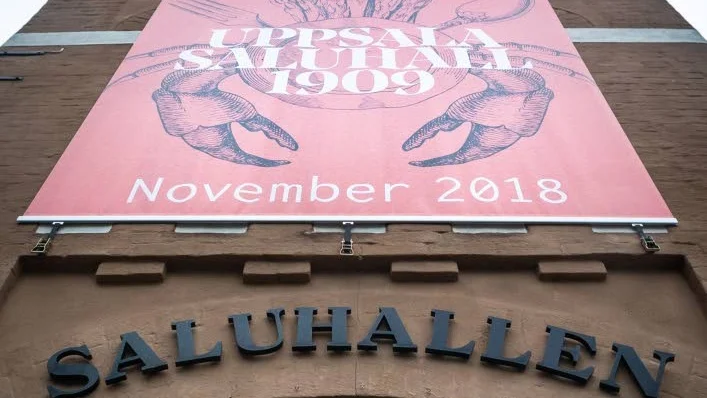 UPPSALA
SALUHALL
1909
November 2018
SALUHALLEN